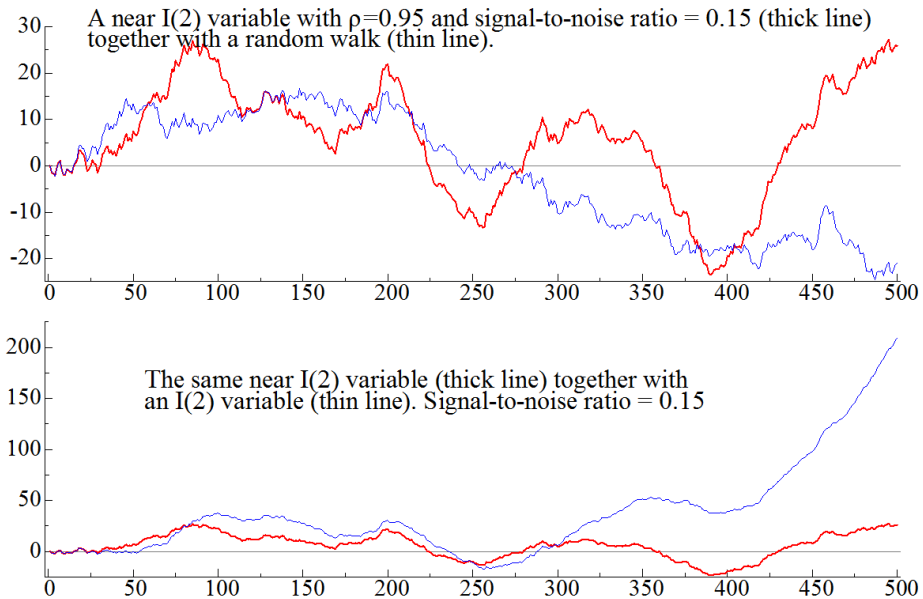 A near I(2) variable with ρ=0.95 and signal-to-noise ratio = 0.15 (thick line)
together with a random walk (thin line).
30
20
10
0
-10
-20
0 50 100 150 200 250 300 350 400 450 500
The same near I(2) variable (thick line) together with
an I(2) variable (thin line). Signal-to-noise ratio = 0.15
200
150
100
50
0
0 50 100 150 200 250 300 350 400 450 500